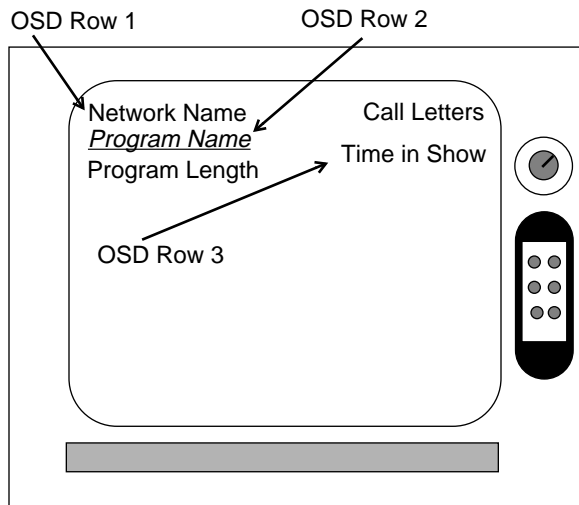 OSD Row 1
OSD Row 2
Network Name
Call Letters
Program Name
Time in Show
Program Length
OSD Row 3